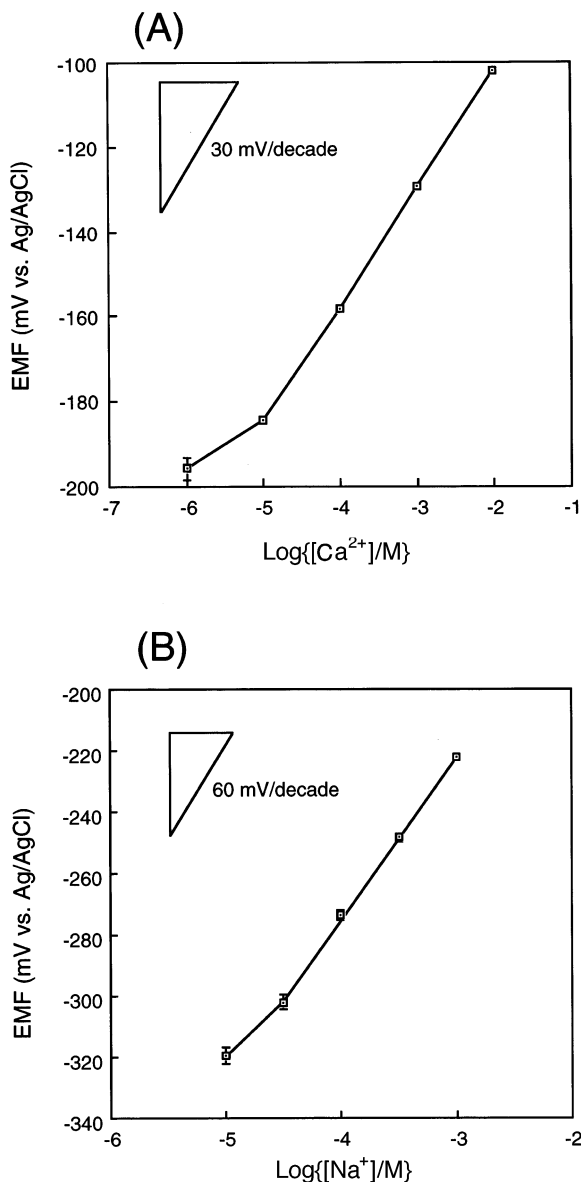 (A)
-100
-120
-140
-160
-180
-200
EMF (mV vs. Ag/AgCl)
30 mV/decade
-7 -6 -5 -4 -3 -2 -1
Log{[Ca²⁺]/M}
(B)
-200
-220
-240
-260
-280
-300
-320
-340
EMF (mV vs. Ag/AgCl)
60 mV/decade
-6 -5 -4 -3 -2
Log{[Na⁺]/M}